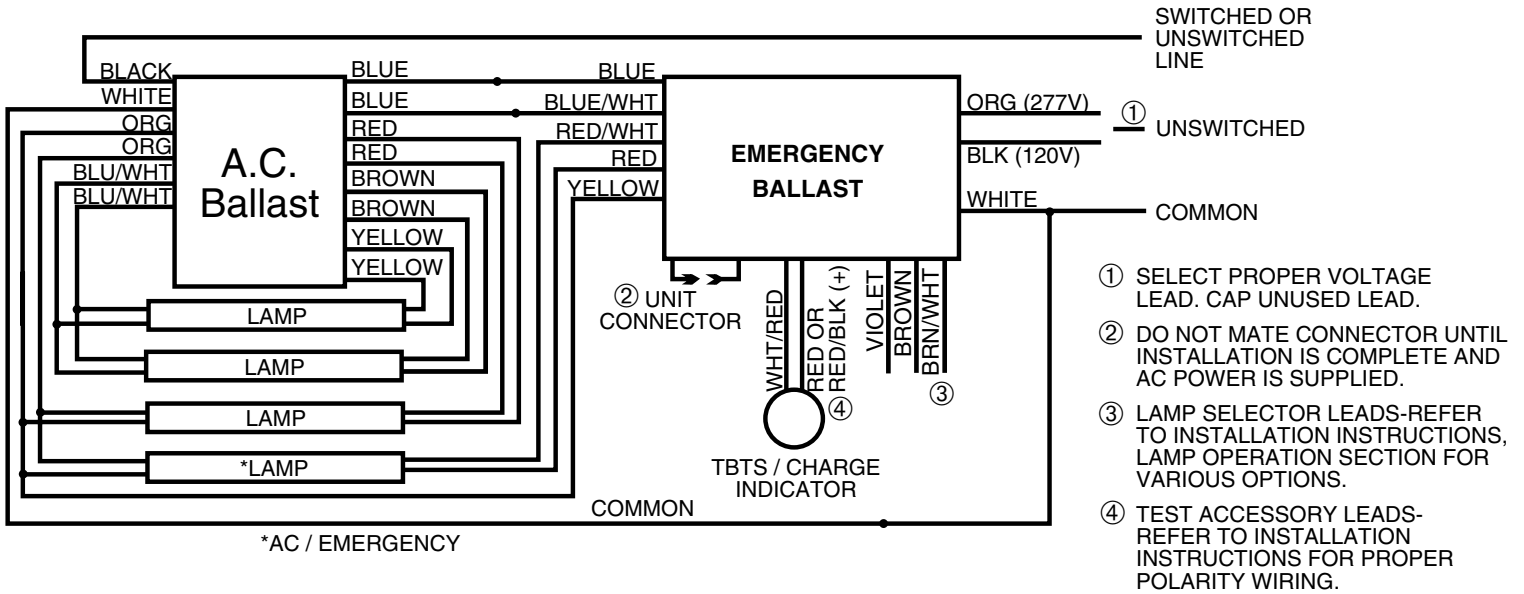 SWITCHED OR
UNSWITCHED
LINE
BLACK
WHITE
ORG
ORG
BLU/WHT
BLU/WHT
A.C.
Ballast
BLUE
BLUE
RED
RED
BROWN
BROWN
YELLOW
YELLOW
BLUE
BLUE/WHT
RED/WHT
RED
YELLOW
EMERGENCY
BALLAST
ORG (277V)
BLK (120V)
WHITE
① UNSWITCHED
COMMON
② UNIT
CONNECTOR
WHT/RED
RED OR
RED/BLK (+)
④
VIOLET
BROWN
BRN/WHT
③
TBTS / CHARGE
INDICATOR
LAMP
LAMP
LAMP
*LAMP
COMMON
*AC / EMERGENCY
① SELECT PROPER VOLTAGE
LEAD. CAP UNUSED LEAD.
② DO NOT MATE CONNECTOR UNTIL
INSTALLATION IS COMPLETE AND
AC POWER IS SUPPLIED.
③ LAMP SELECTOR LEADS-REFER
TO INSTALLATION INSTRUCTIONS,
LAMP OPERATION SECTION FOR
VARIOUS OPTIONS.
④ TEST ACCESSORY LEADS-
REFER TO INSTALLATION
INSTRUCTIONS FOR PROPER
POLARITY WIRING.